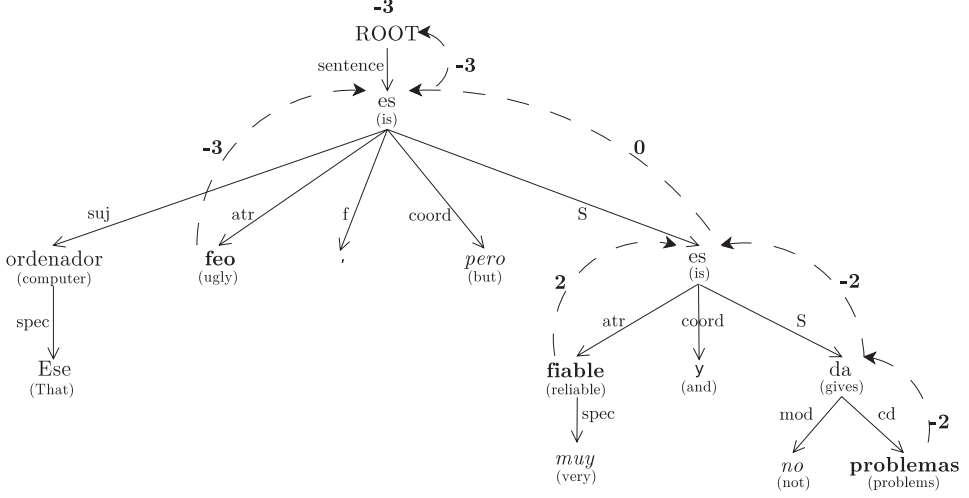 -3
ROOT
sentence
-3
es
(is)
-3
0
suj
atr
f
coord
S
ordenador
(computer)
feo
(ugly)
,
pero
(but)
es
(is)
2
-2
spec
atr
coord
S
Ese
(That)
fiable
(reliable)
y
(and)
da
(gives)
spec
mod
cd
-2
muy
(very)
no
(not)
problemas
(problems)